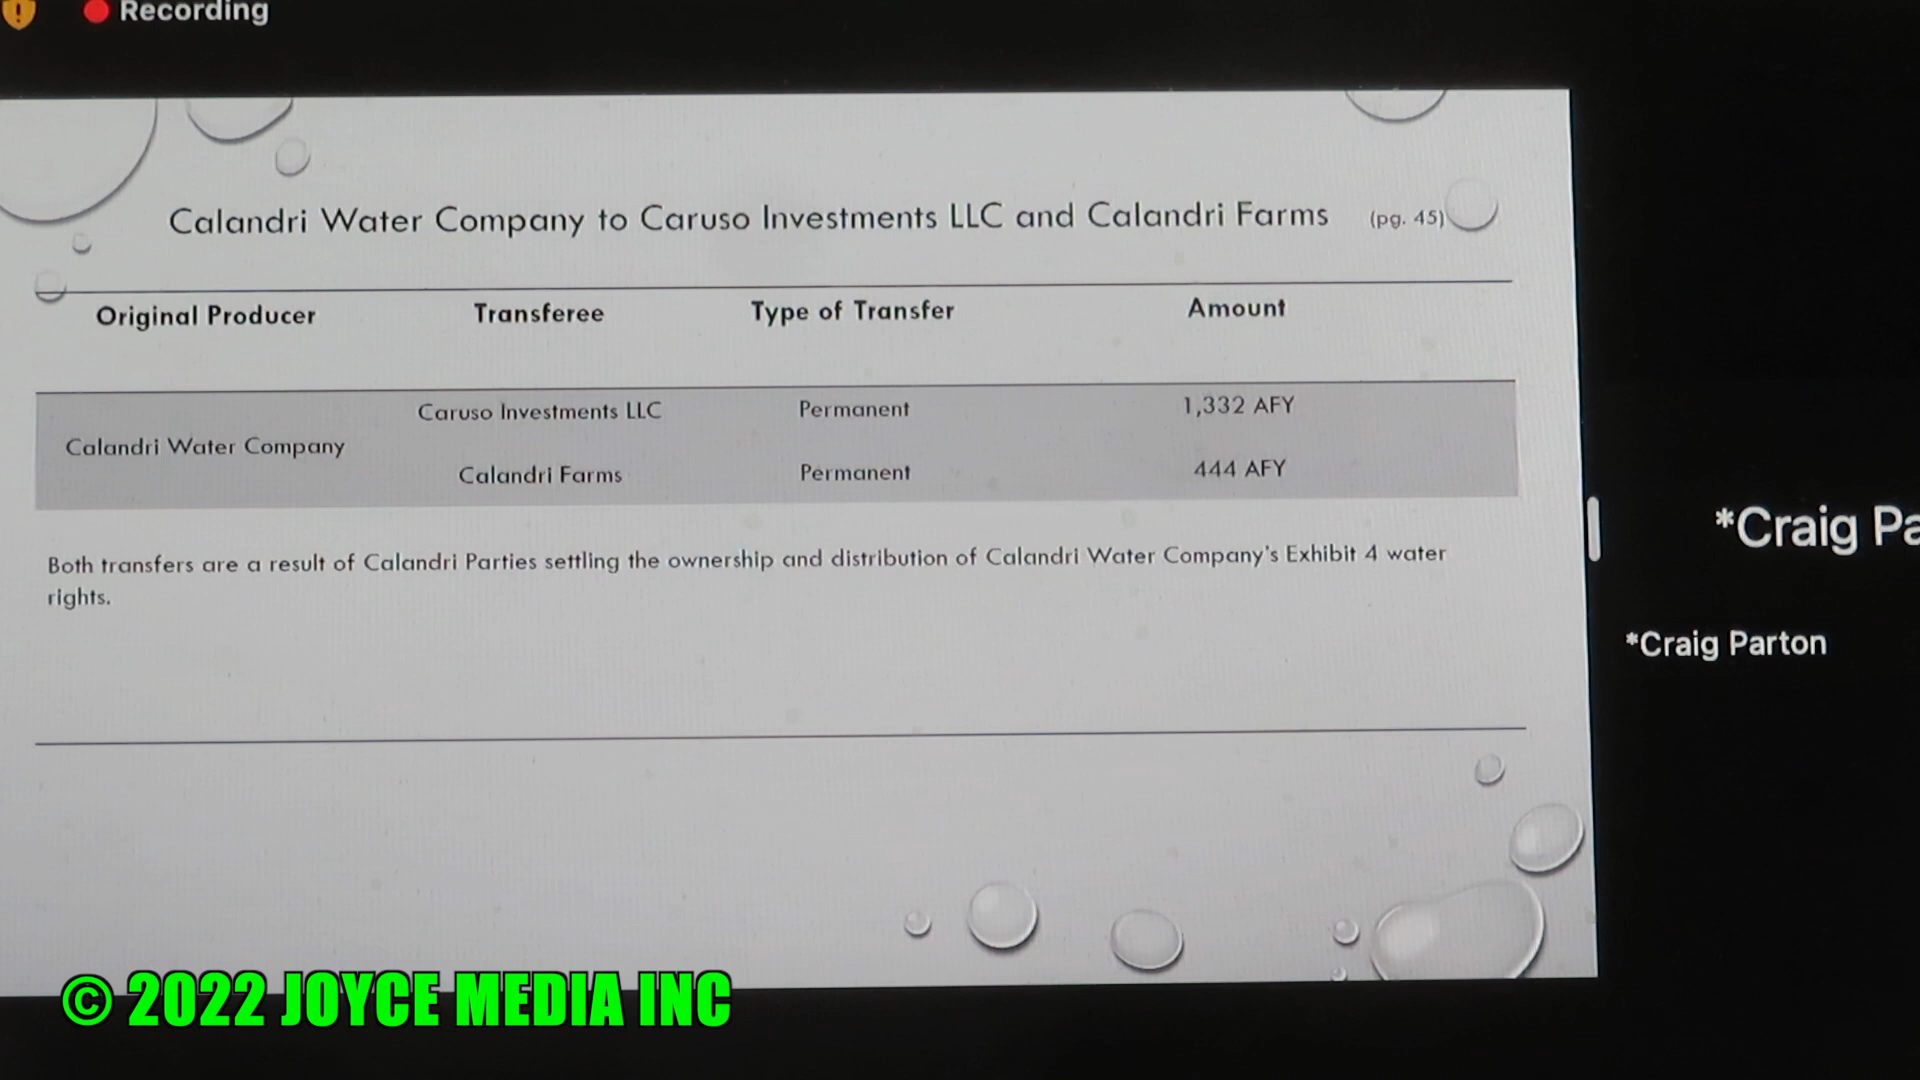 Recording
Calandri Water Company to Caruso Investments LLC and Calandri Farms (pg. 45)
Original Producer Transferee Type of Transfer Amount
Caruso Investments LLC Permanent 1,332 AFY
Calandri Water Company
Calandri Farms Permanent 444 AFY
Both transfers are a result of Calandri Parties settling the ownership and distribution of Calandri Water Company's Exhibit 4 water
rights.
*Craig Pa
*Craig Parton
© 2022 JOYCE MEDIA INC